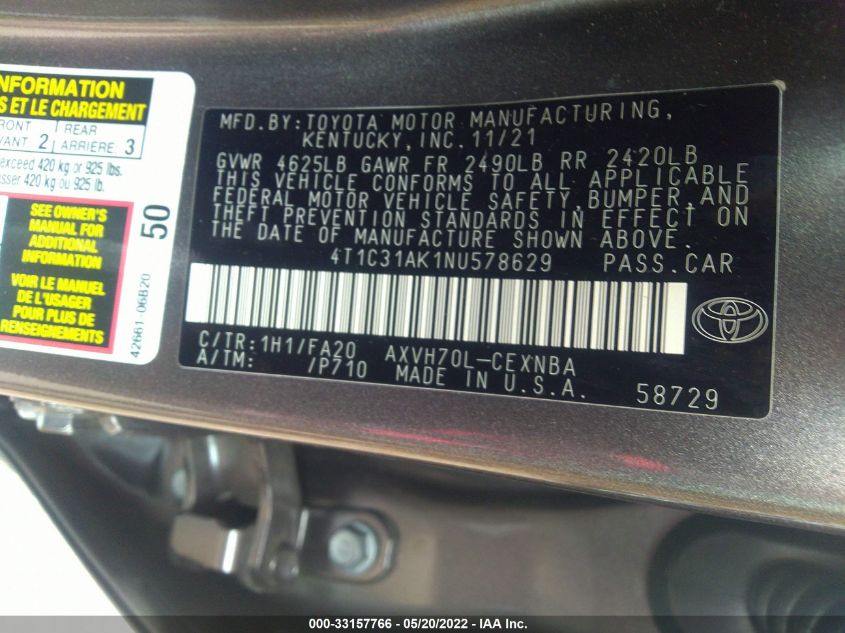 NFORMATION
S ET LE CHARGEMENT
FRONT
VANT 2
REAR
ARRIÈRE 3
exceed 420 kg or 925 lbs.
sser 420 kg ou 925 lb.
SEE OWNER'S
MANUAL FOR
ADDITIONAL
INFORMATION
VOIR LE MANUEL
DE L'USAGER
POUR PLUS DE
RENSEIGNEMENTS
50
42661-06B20
MFD.BY:TOYOTA MOTOR MANUFACTURING,
KENTUCKY,INC.11/21
GVWR 4625LB GAWR FR 2490LB RR 2420LB
THIS VEHICLE CONFORMS TO ALL APPLICABLE
FEDERAL MOTOR VEHICLE SAFETY,BUMPER,AND
THEFT PREVENTION STANDARDS IN EFFECT ON
THE DATE OF MANUFACTURE SHOWN ABOVE.
4T1C31AK1NU578629 PASS.CAR
C/TR:1H1/FA20 AXVH70L-CEXNBA
A/TM: /P710 MADE IN U.S.A.
58729
000-33157766 - 05/20/2022 - IAA Inc.